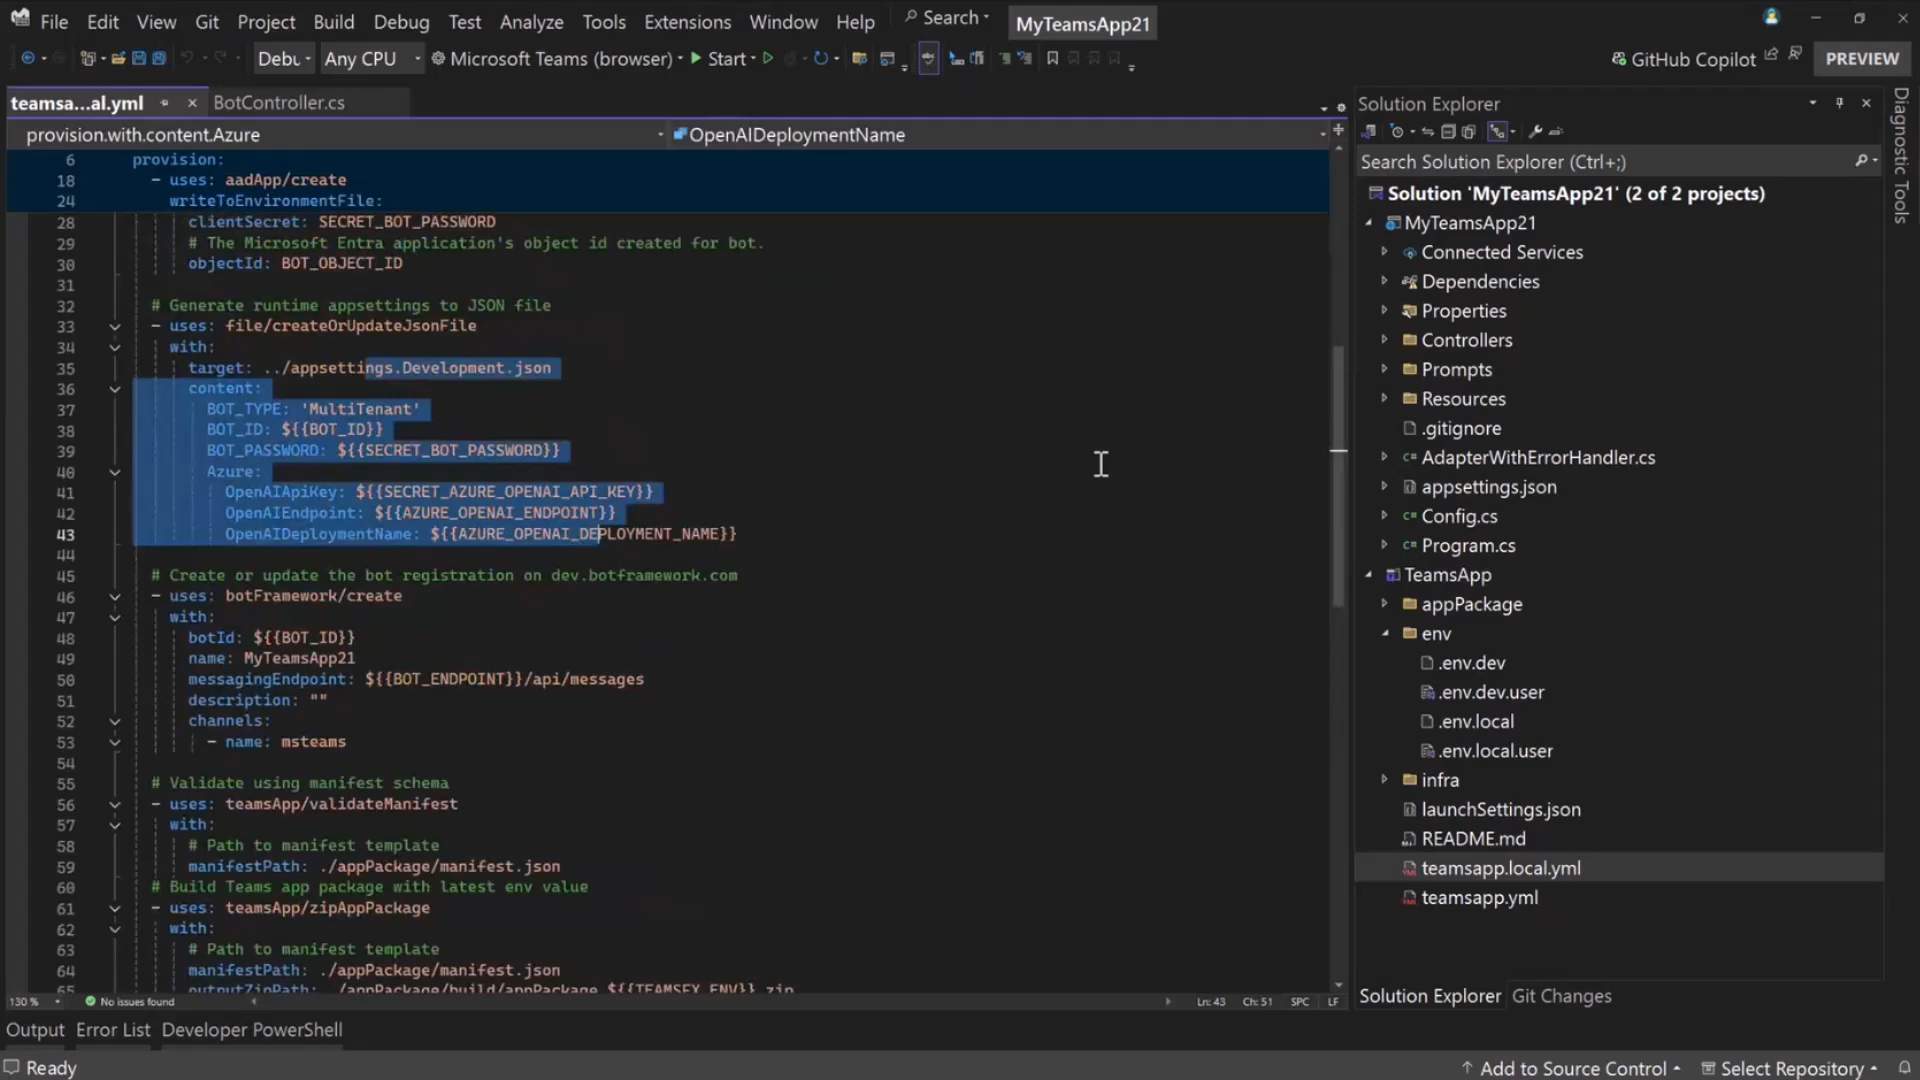 File Edit View Git Project Build Debug Test Analyze Tools Extensions Window Help Search MyTeamsApp21
Debu Any CPU Microsoft Teams (browser) Start GitHub Copilot PREVIEW
teamsa...al.yml BotController.cs
provision.with.content.Azure OpenAIDeploymentName
6 provision:
18 - uses: aadApp/create
24 writeToEnvironmentFile:
28 clientSecret: SECRET_BOT_PASSWORD
29 # The Microsoft Entra application's object id created for bot.
30 objectId: BOT_OBJECT_ID
31
32 # Generate runtime appsettings to JSON file
33 - uses: file/createOrUpdateJsonFile
34 with:
35 target: ../appsettings.Development.json
36 content:
37 BOT_TYPE: 'MultiTenant'
38 BOT_ID: ${{BOT_ID}}
39 BOT_PASSWORD: ${{SECRET_BOT_PASSWORD}}
40 Azure:
41 OpenAIApiKey: ${{SECRET_AZURE_OPENAI_API_KEY}}
42 OpenAIEndpoint: ${{AZURE_OPENAI_ENDPOINT}}
43 OpenAIDeploymentName: ${{AZURE_OPENAI_DEPLOYMENT_NAME}}
44
45 # Create or update the bot registration on dev.botframework.com
46 - uses: botFramework/create
47 with:
48 botId: ${{BOT_ID}}
49 name: MyTeamsApp21
50 messagingEndpoint: ${{BOT_ENDPOINT}}/api/messages
51 description: ""
52 channels:
53 - name: msteams
54
55 # Validate using manifest schema
56 - uses: teamsApp/validateManifest
57 with:
58 # Path to manifest template
59 manifestPath: ./appPackage/manifest.json
60 # Build Teams app package with latest env value
61 - uses: teamsApp/zipAppPackage
62 with:
63 # Path to manifest template
64 manifestPath: ./appPackage/manifest.json
65 outputZipPath: ./appPackage/build/appPackage.${{TEAMSFX_ENV}}.zip
130 % No issues found Ln: 43 Ch: 51 SPC LF
Output Error List Developer PowerShell
Ready Add to Source Control Select Repository
Solution Explorer
Search Solution Explorer (Ctrl+;)
Solution 'MyTeamsApp21' (2 of 2 projects)
MyTeamsApp21
Connected Services
Dependencies
Properties
Controllers
Prompts
Resources
.gitignore
AdapterWithErrorHandler.cs
appsettings.json
Config.cs
Program.cs
TeamsApp
appPackage
env
.env.dev
.env.dev.user
.env.local
.env.local.user
infra
launchSettings.json
README.md
teamsapp.local.yml
teamsapp.yml
Solution Explorer Git Changes
Diagnostic Tools